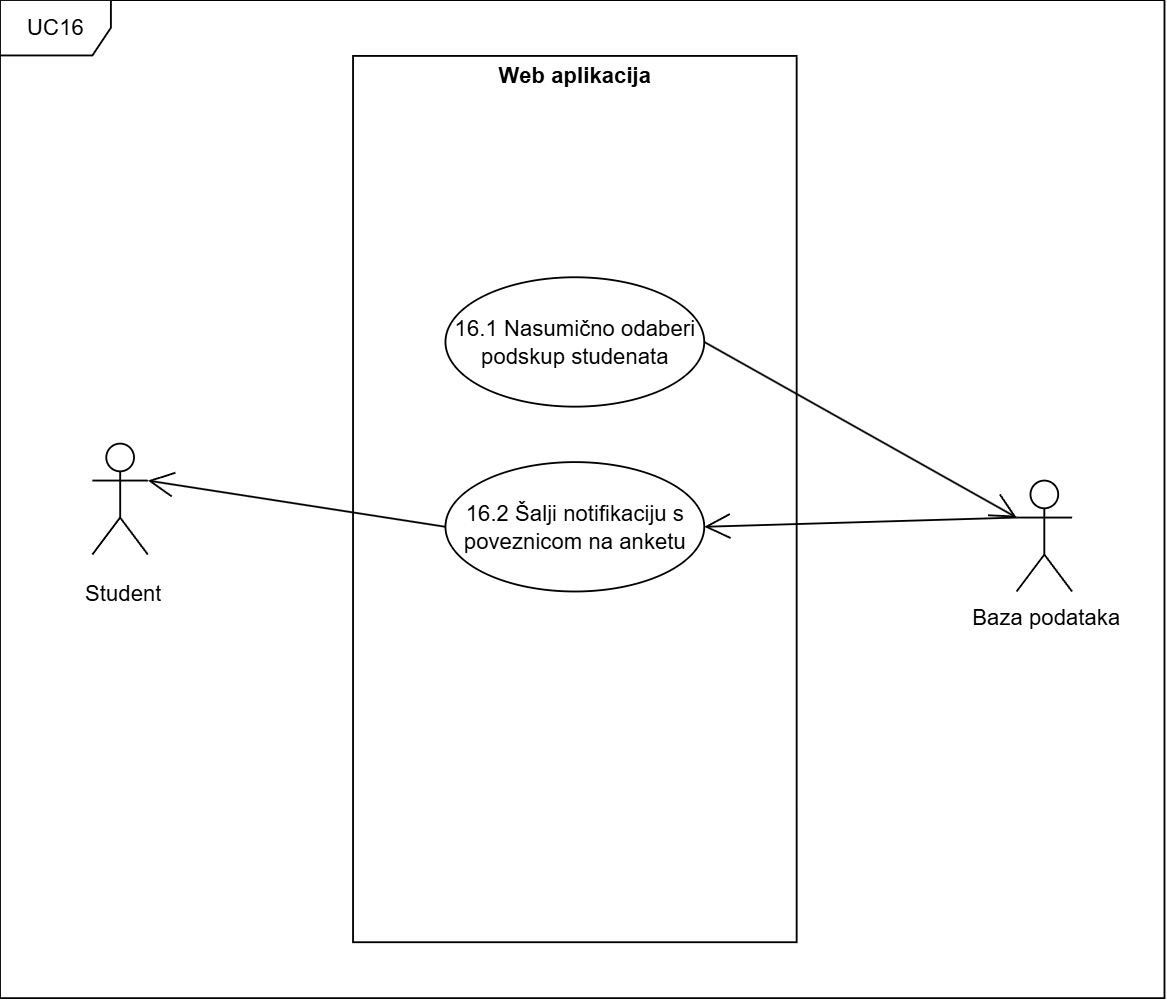 UC16
Web aplikacija
16.1 Nasumično odaberi
podskup studenata
16.2 Šalji notifikaciju s
poveznicom na anketu
Student
Baza podataka